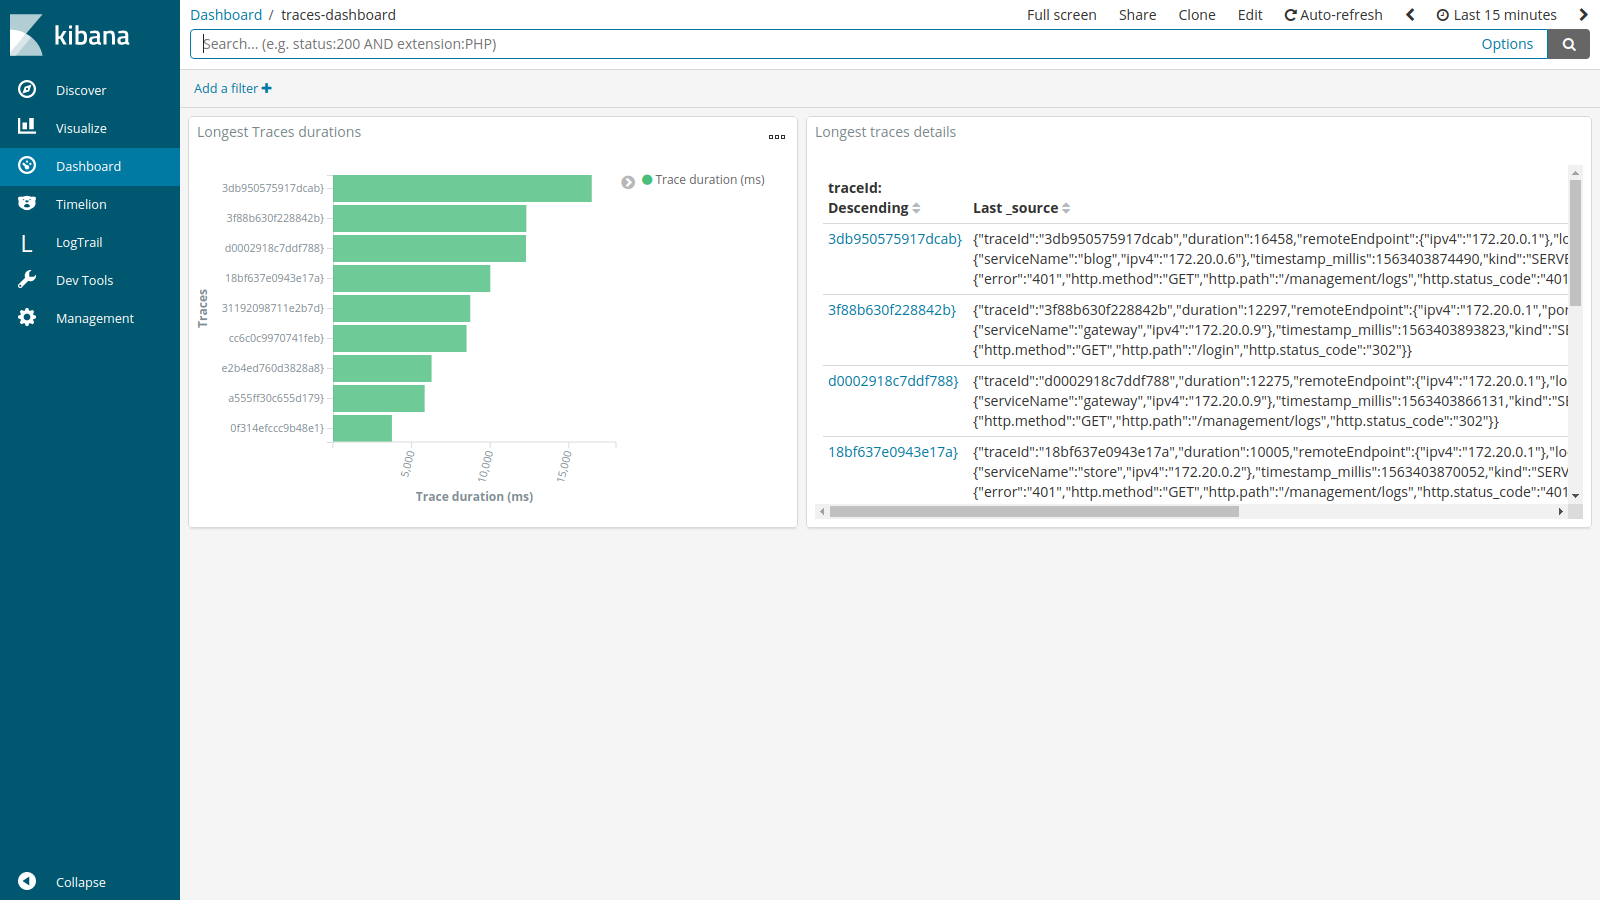 kibana
Discover
Visualize
Dashboard
Timelion
LogTrail
Dev Tools
Management
Collapse
Dashboard / traces-dashboard
Full screen Share Clone Edit Auto-refresh Last 15 minutes
Search... (e.g. status:200 AND extension:PHP)
Options
Add a filter
Longest Traces durations
Traces
3db950575917dcab}
3f88b630f228842b}
d0002918c7ddf788}
18bf637e0943e17a}
31192098711e2b7d}
cc6c0c9970741feb}
e2b4ed760d3828a8}
a555ff30c655d179}
0f314efccc9b48e1}
5,000 10,000 15,000
Trace duration (ms)
Trace duration (ms)
Longest traces details
traceId:
Descending Last _source
3db950575917dcab} {"traceId":"3db950575917dcab","duration":16458,"remoteEndpoint":{"ipv4":"172.20.0.1"},"lo
{"serviceName":"blog","ipv4":"172.20.0.6"},"timestamp_millis":1563403874490,"kind":"SERVE
{"error":"401","http.method":"GET","http.path":"/management/logs","http.status_code":"401
3f88b630f228842b} {"traceId":"3f88b630f228842b","duration":12297,"remoteEndpoint":{"ipv4":"172.20.0.1","por
{"serviceName":"gateway","ipv4":"172.20.0.9"},"timestamp_millis":1563403893823,"kind":"SE
{"http.method":"GET","http.path":"/login","http.status_code":"302"}}
d0002918c7ddf788} {"traceId":"d0002918c7ddf788","duration":12275,"remoteEndpoint":{"ipv4":"172.20.0.1"},"lo
{"serviceName":"gateway","ipv4":"172.20.0.9"},"timestamp_millis":1563403866131,"kind":"SE
{"http.method":"GET","http.path":"/management/logs","http.status_code":"302"}}
18bf637e0943e17a} {"traceId":"18bf637e0943e17a","duration":10005,"remoteEndpoint":{"ipv4":"172.20.0.1"},"lo
{"serviceName":"store","ipv4":"172.20.0.2"},"timestamp_millis":1563403870052,"kind":"SERV
{"error":"401","http.method":"GET","http.path":"/management/logs","http.status_code":"401